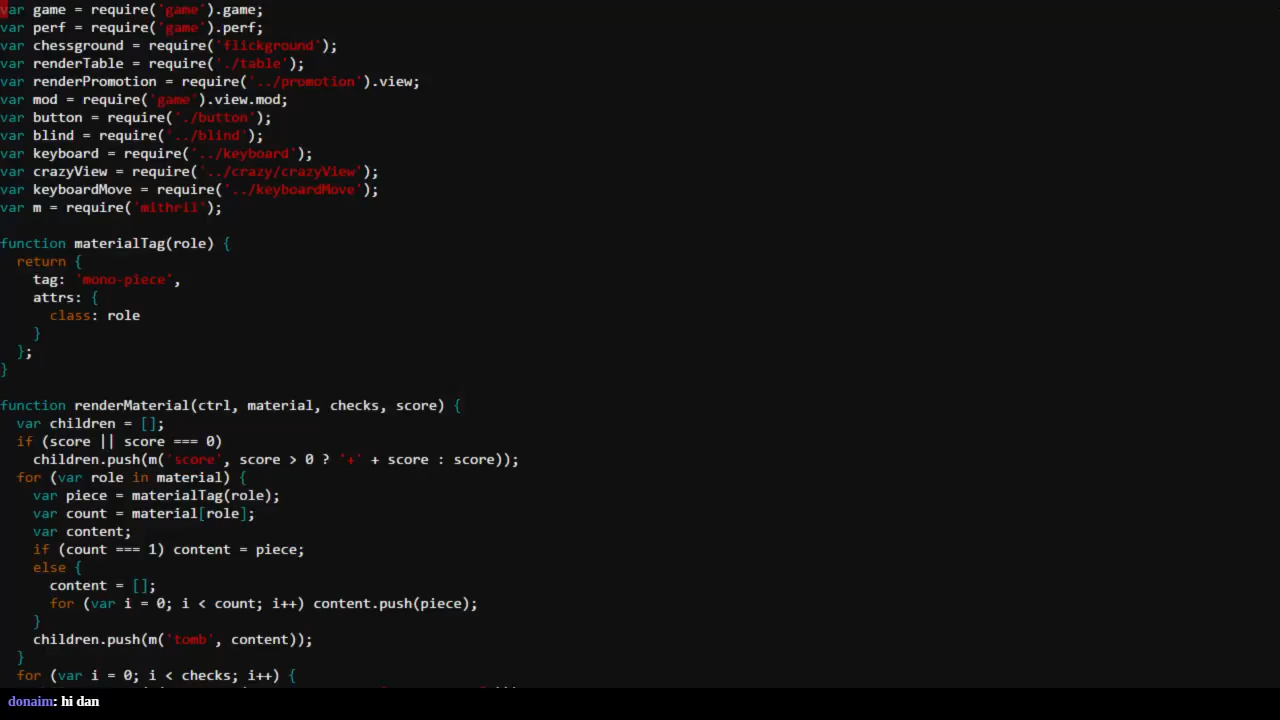 var game = require('game').game;
var perf = require('game').perf;
var chessground = require('flickground');
var renderTable = require('./table');
var renderPromotion = require('../promotion').view;
var mod = require('game').view.mod;
var button = require('./button');
var blind = require('../blind');
var keyboard = require('../keyboard');
var crazyView = require('../crazy/crazyView');
var keyboardMove = require('../keyboardMove');
var m = require('mithril');
function materialTag(role) {
  return {
    tag: 'mono-piece',
    attrs: {
      class: role
    }
  };
}
function renderMaterial(ctrl, material, checks, score) {
  var children = [];
  if (score || score === 0)
    children.push(m('score', score > 0 ? '+' + score : score));
  for (var role in material) {
    var piece = materialTag(role);
    var count = material[role];
    var content;
    if (count === 1) content = piece;
    else {
      content = [];
      for (var i = 0; i < count; i++) content.push(piece);
    }
    children.push(m('tomb', content));
  }
  for (var i = 0; i < checks; i++) {
donaim: hi dan